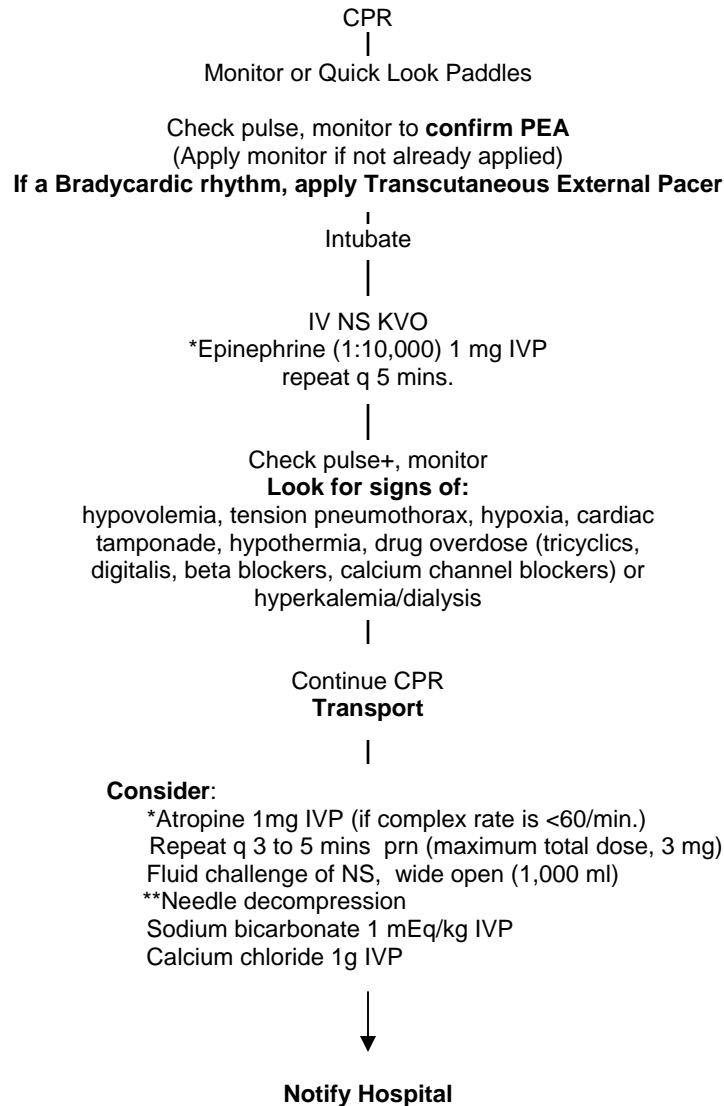 CPR
Monitor or Quick Look Paddles
Check pulse, monitor to confirm PEA
(Apply monitor if not already applied)
If a Bradycardic rhythm, apply Transcutaneous External Pacer
Intubate
IV NS KVO
*Epinephrine (1:10,000) 1 mg IVP
repeat q 5 mins.
Check pulse+, monitor
Look for signs of:
hypovolemia, tension pneumothorax, hypoxia, cardiac
tamponade, hypothermia, drug overdose (tricyclics,
digitalis, beta blockers, calcium channel blockers) or
hyperkalemia/dialysis
Continue CPR
Transport
Consider:
*Atropine 1mg IVP (if complex rate is <60/min.)
Repeat q 3 to 5 mins prn (maximum total dose, 3 mg)
Fluid challenge of NS, wide open (1,000 ml)
**Needle decompression
Sodium bicarbonate 1 mEq/kg IVP
Calcium chloride 1g IVP
Notify Hospital